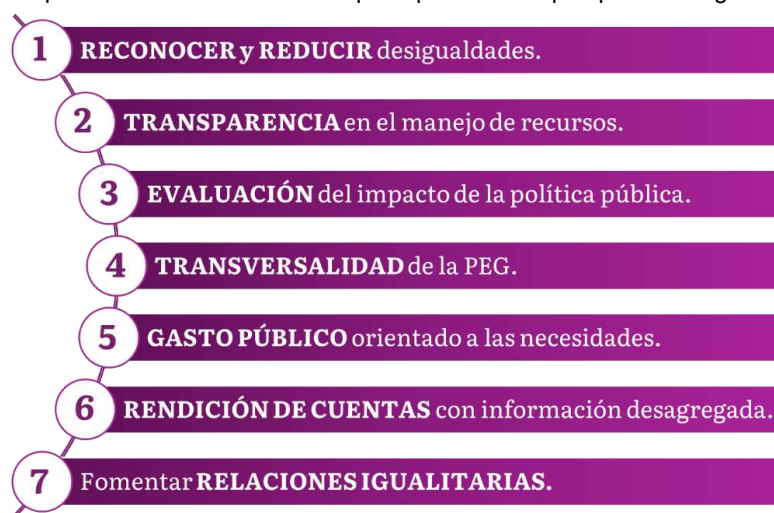 1 RECONOCER y REDUCIR desigualdades.
2 TRANSPARENCIA en el manejo de recursos.
3 EVALUACIÓN del impacto de la política pública.
4 TRANSVERSALIDAD de la PEG.
5 GASTO PÚBLICO orientado a las necesidades.
6 RENDICIÓN DE CUENTAS con información desagregada.
7 Fomentar RELACIONES IGUALITARIAS.